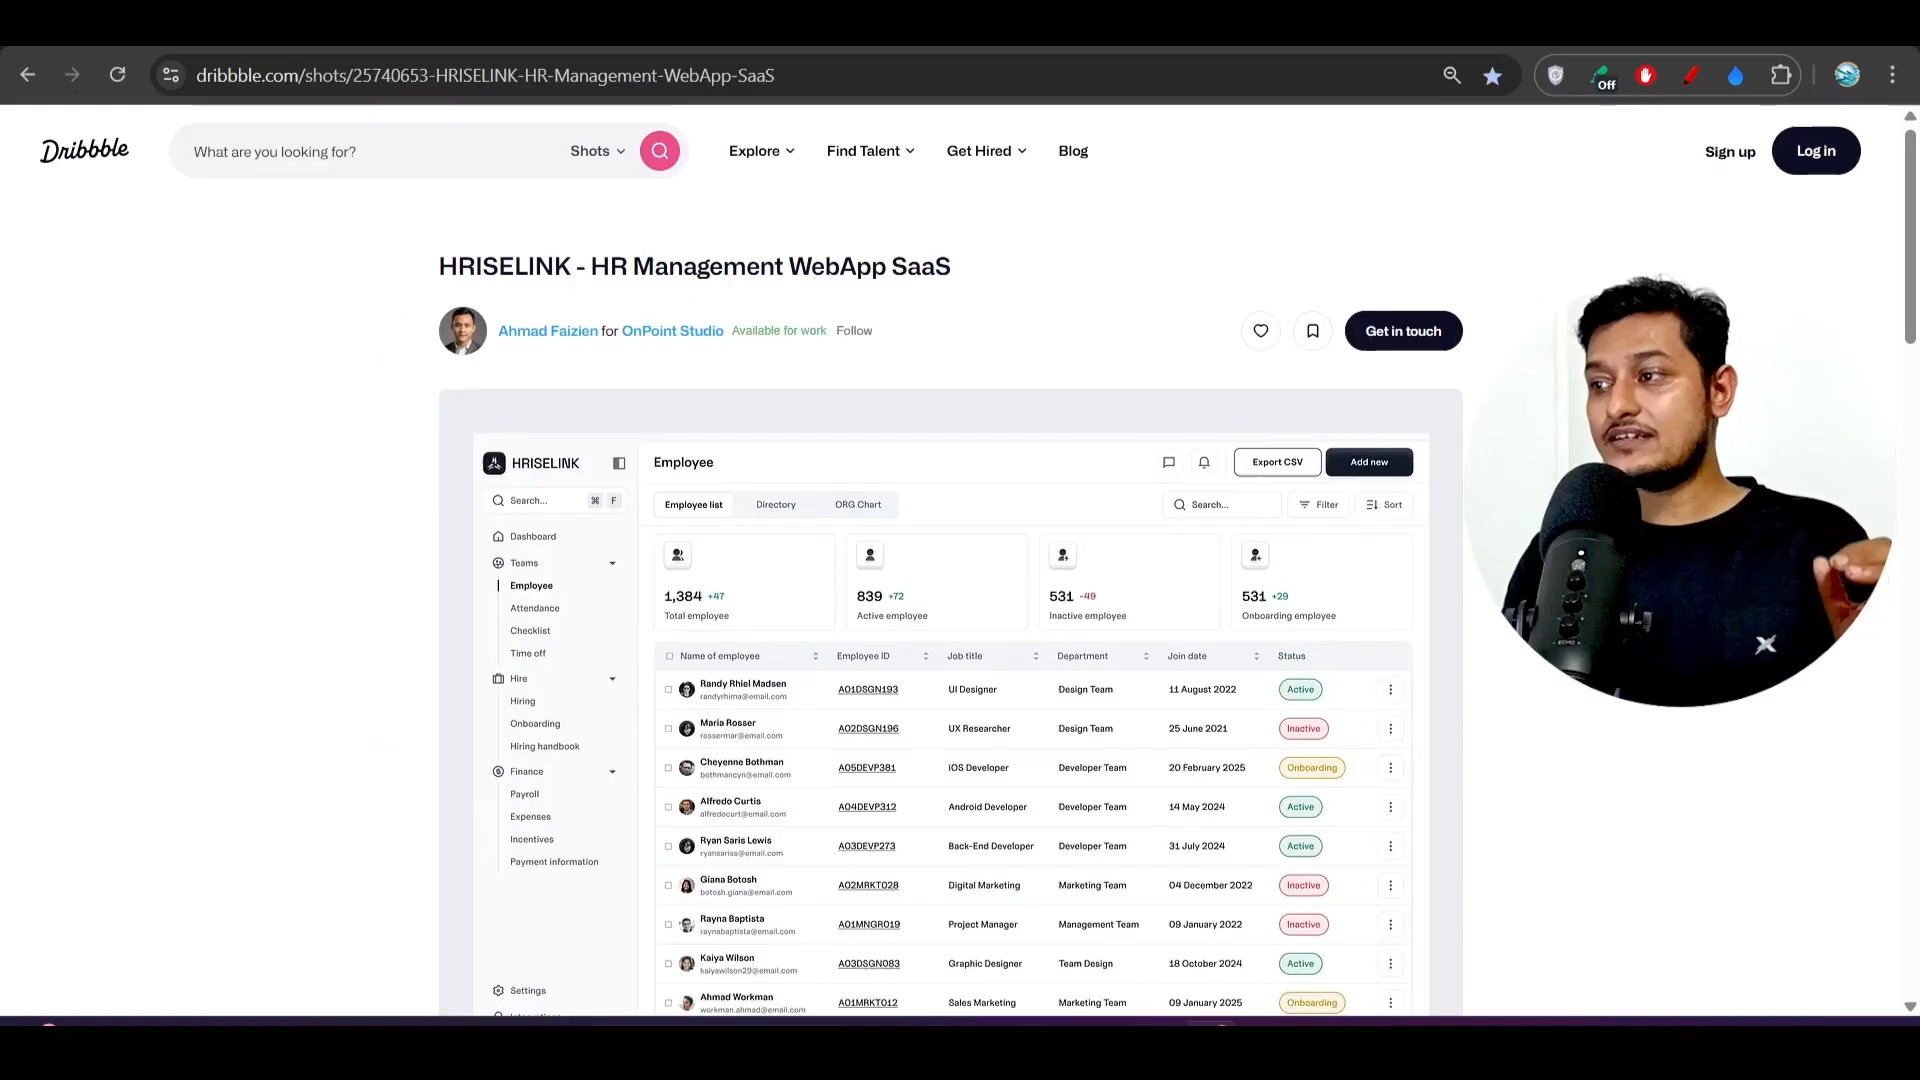 dribbble.com/shots/25740653-HRISELINK-HR-Management-WebApp-SaaS
Off
Dribbble
What are you looking for?
Shots
Explore
Find Talent
Get Hired
Blog
Sign up
Log in
HRISELINK - HR Management WebApp SaaS
Ahmad Faizien for OnPoint Studio Available for work Follow
Get in touch
HRISELINK
Search... ⌘ F
Dashboard
Teams
Employee
Attendance
Checklist
Time off
Hire
Hiring
Onboarding
Hiring handbook
Finance
Payroll
Expenses
Incentives
Payment information
Settings
Employee
Export CSV
Add new
Employee list
Directory
ORG Chart
Search...
Filter
Sort
1,384 +47
Total employee
839 +72
Active employee
531 -49
Inactive employee
531 +29
Onboarding employee
Name of employee Employee ID Job title Department Join date Status
Randy Rhiel Madsen
randyrhima@email.com
A01DSGN193 UI Designer Design Team 11 August 2022 Active
Maria Rosser
rossermar@email.com
A02DSGN196 UX Researcher Design Team 25 June 2021 Inactive
Cheyenne Bothman
bothmancyn@email.com
A05DEVP381 iOS Developer Developer Team 20 February 2025 Onboarding
Alfredo Curtis
alfredocurt@email.com
A04DEVP312 Android Developer Developer Team 14 May 2024 Active
Ryan Saris Lewis
ryansariss@email.com
A03DEVP273 Back-End Developer Developer Team 31 July 2024 Active
Giana Botosh
botosh.giana@email.com
A02MRKT028 Digital Marketing Marketing Team 04 December 2022 Inactive
Rayna Baptista
raynabaptista@email.com
A01MNGR019 Project Manager Management Team 09 January 2022 Inactive
Kaiya Wilson
kaiyawilson29@email.com
A03DSGN083 Graphic Designer Team Design 18 October 2024 Active
Ahmad Workman
workman.ahmad@email.com
A01MRKT012 Sales Marketing Marketing Team 09 January 2025 Onboarding